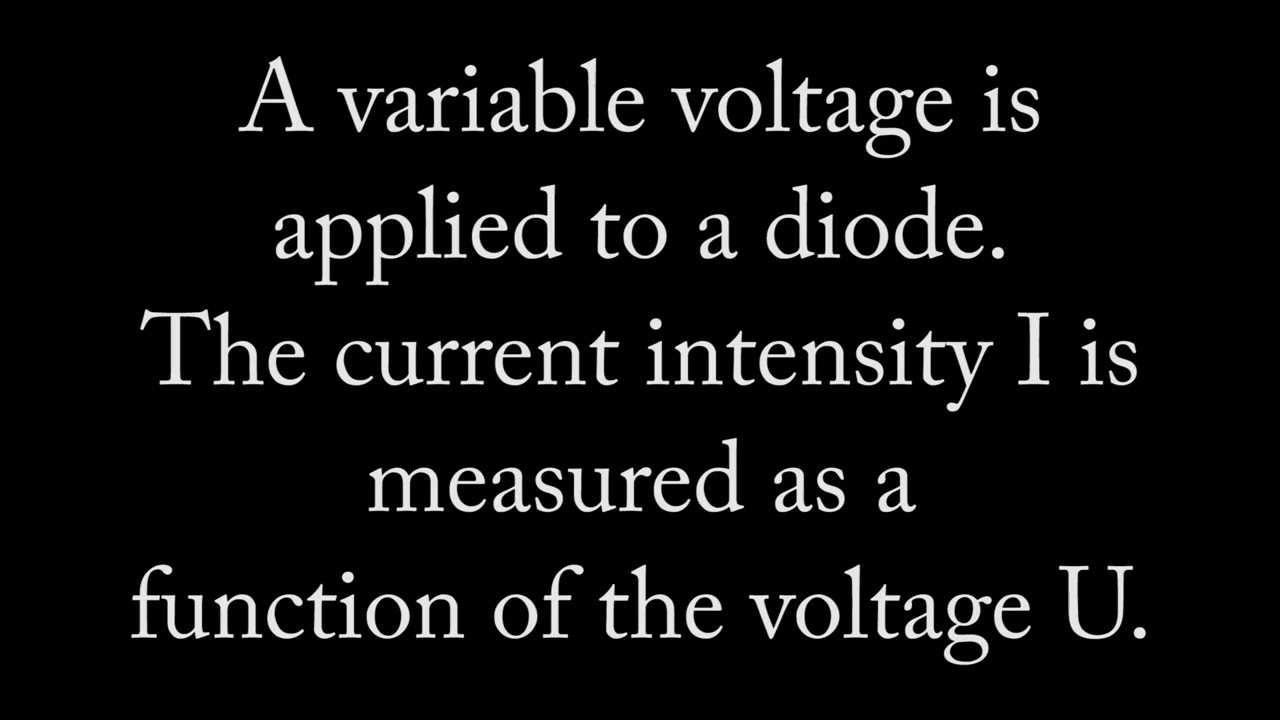 A variable voltage is
applied to a diode.
The current intensity I is
measured as a
function of the voltage U.